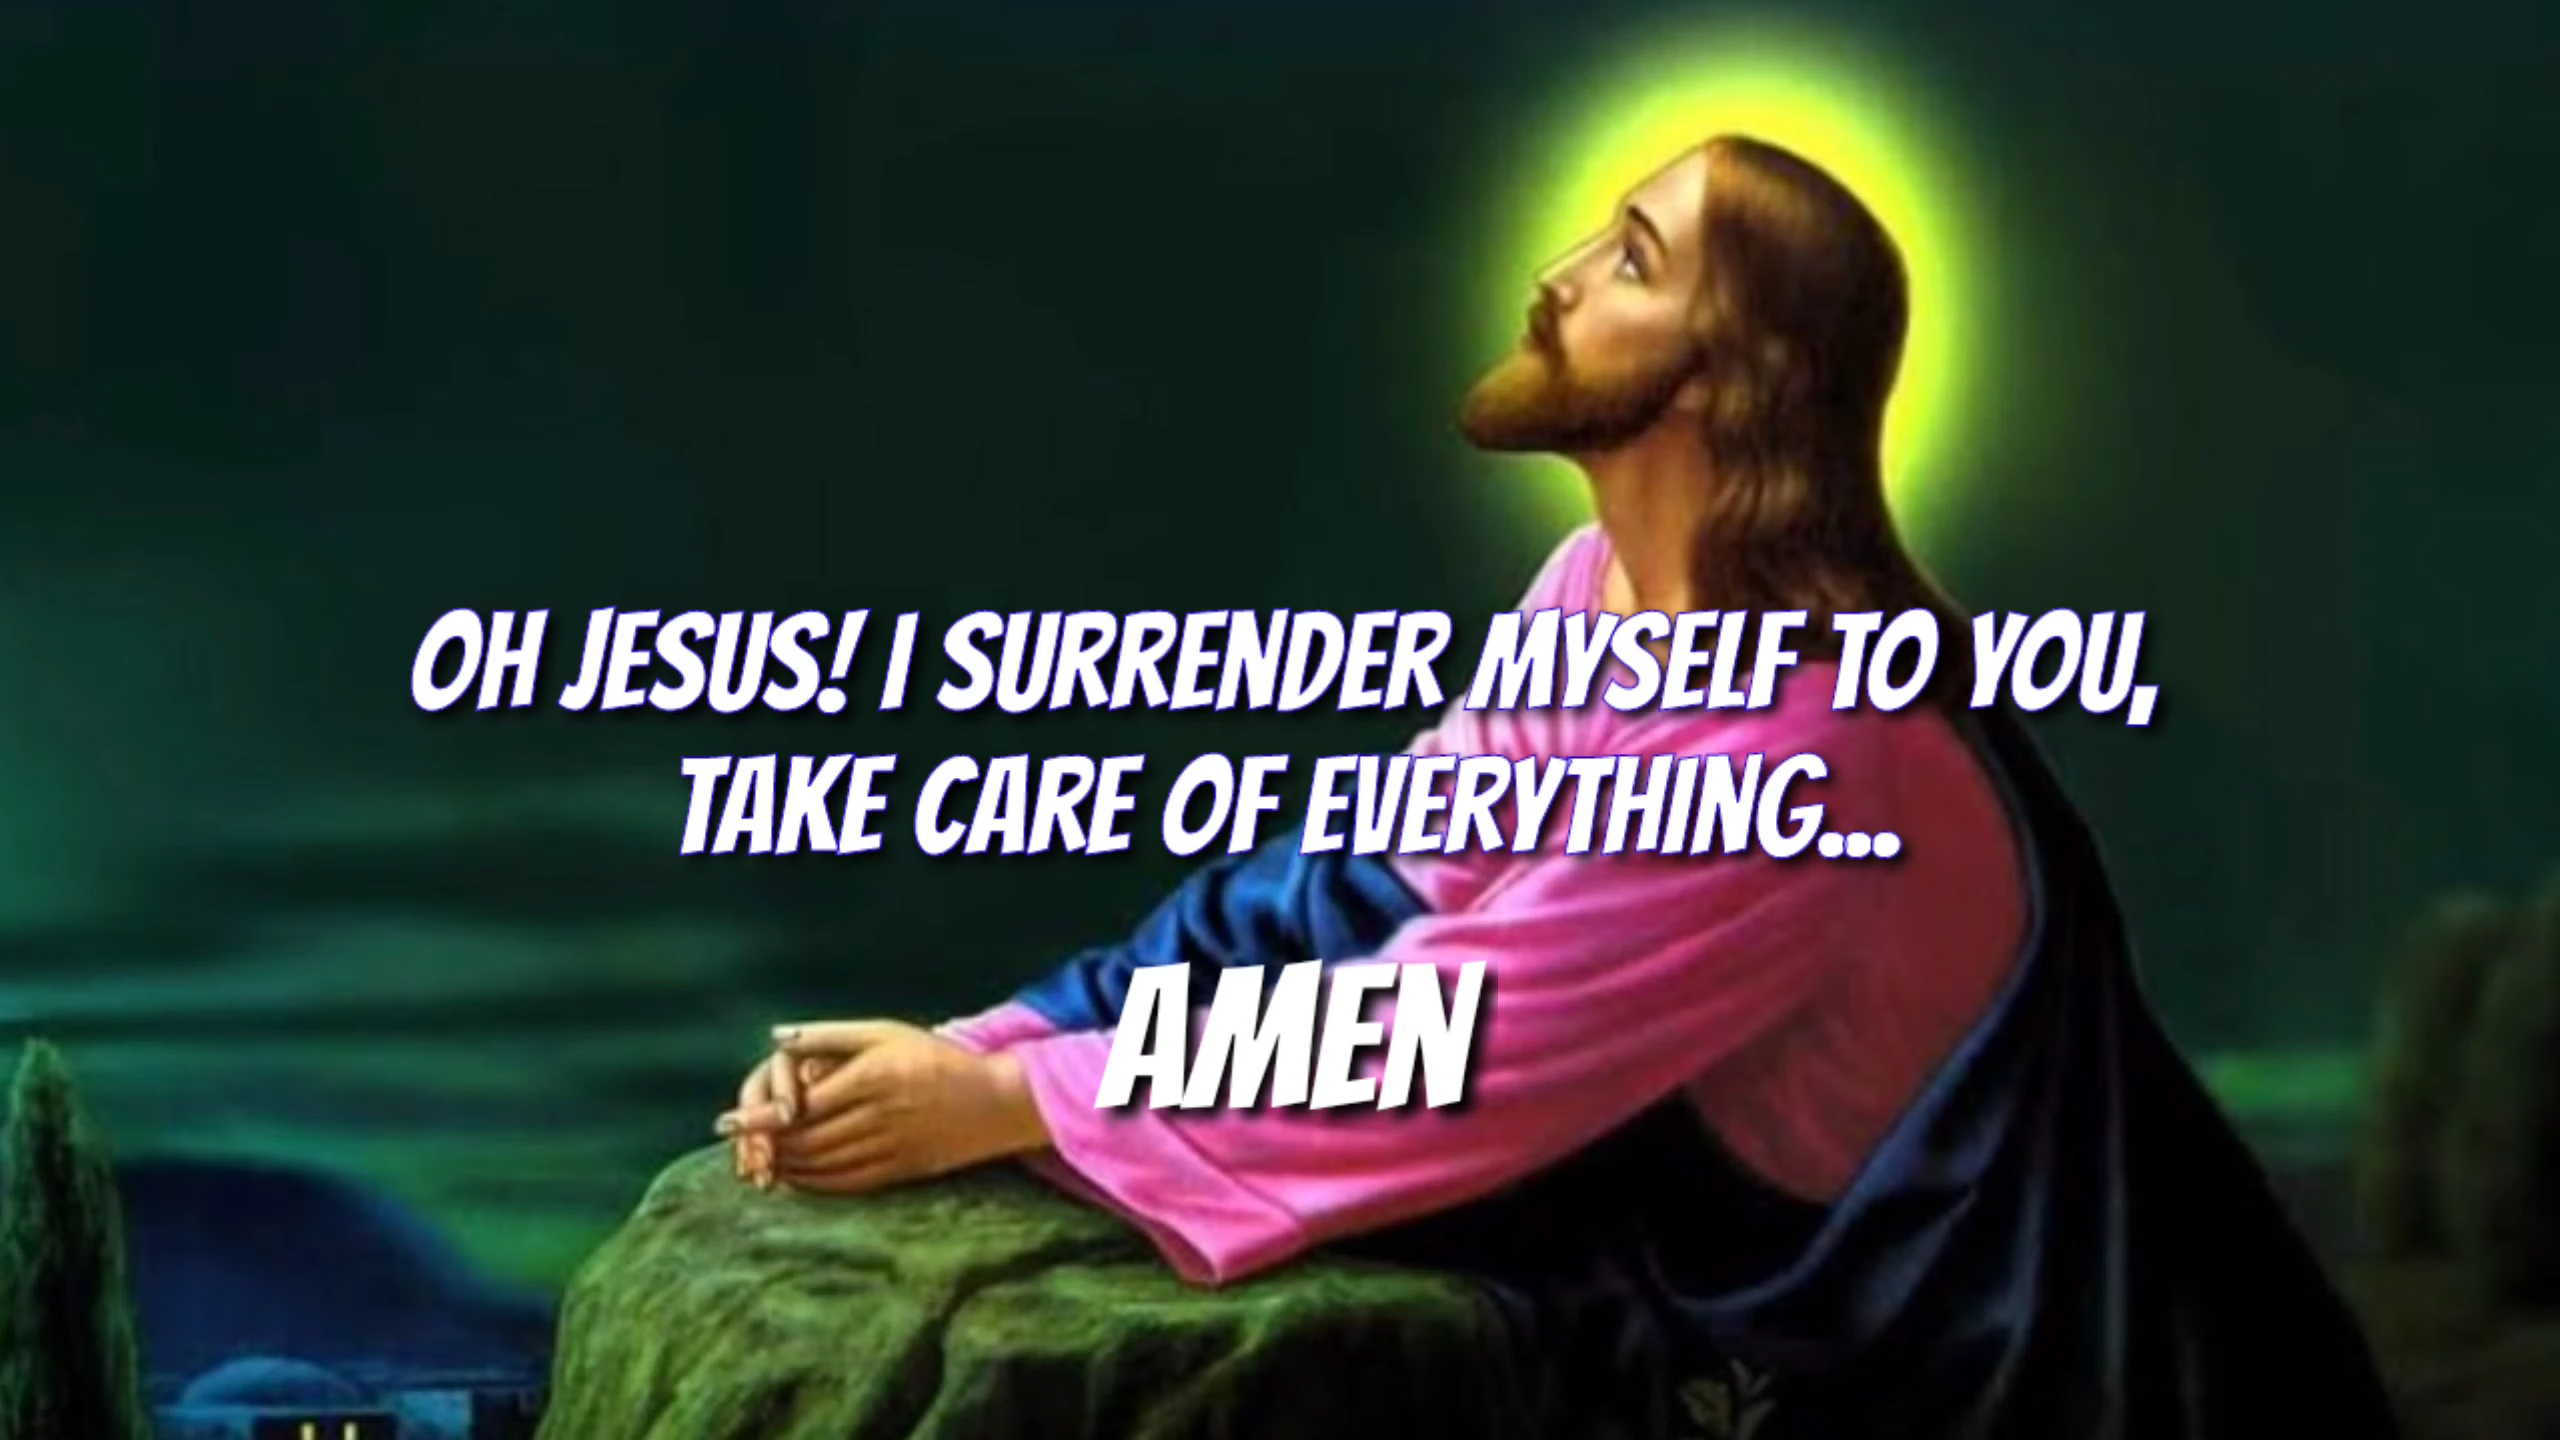 OH JESUS! I SURRENDER MYSELF TO YOU,
TAKE CARE OF EVERYTHING...
AMEN